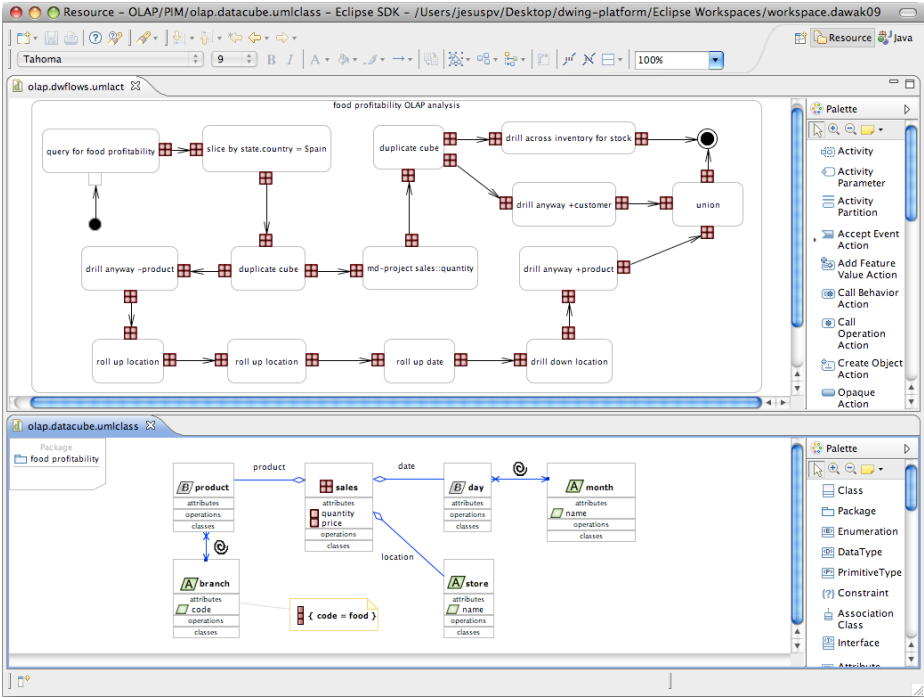 Resource - OLAP/PIM/olap.datacube.umlclass - Eclipse SDK - /Users/jesuspv/Desktop/dwing-platform/Eclipse Workspaces/workspace.dawak09
Resource
Java
Tahoma
9
B
I
A
100%
olap.dwflows.umlact
food profitability OLAP analysis
query for food profitability
slice by state.country = Spain
duplicate cube
drill across inventory for stock
drill anyway +customer
union
drill anyway -product
duplicate cube
md-project sales::quantity
drill anyway +product
roll up location
roll up location
roll up date
drill down location
Palette
Activity
Activity
Parameter
Activity
Partition
Accept Event
Action
Add Feature
Value Action
Call Behavior
Action
Call
Operation
Action
Create Object
Action
Opaque
Action
olap.datacube.umlclass
Package
food profitability
product
date
location
B product
attributes
operations
classes
sales
attributes
quantity
price
operations
classes
B day
attributes
operations
classes
A month
attributes
name
operations
classes
A branch
attributes
code
operations
classes
{ code = food }
A store
attributes
name
operations
classes
Palette
Class
Package
Enumeration
DataType
PrimitiveType
Constraint
Association
Class
Interface
Attribute